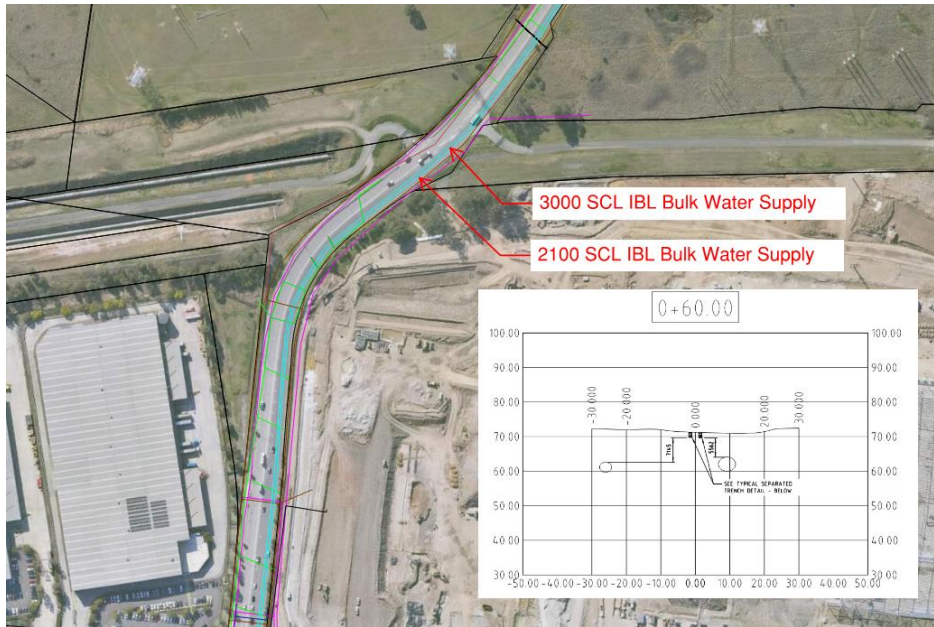 3000 SCL IBL Bulk Water Supply
2100 SCL IBL Bulk Water Supply
0+60.00
100.00 100.00
90.00 90.00
80.00 80.00
-30.000 -20.000 0.000 20.000 30.000
70.00 70.00
7145 5562
60.00 60.00
SEE TYPICAL SEPARATED
TRENCH DETAIL - BELOW
50.00 50.00
40.00 40.00
30.00 30.00
-50.00 -40.00 -30.00 -20.00 -10.00 0.00 10.00 20.00 30.00 50.00